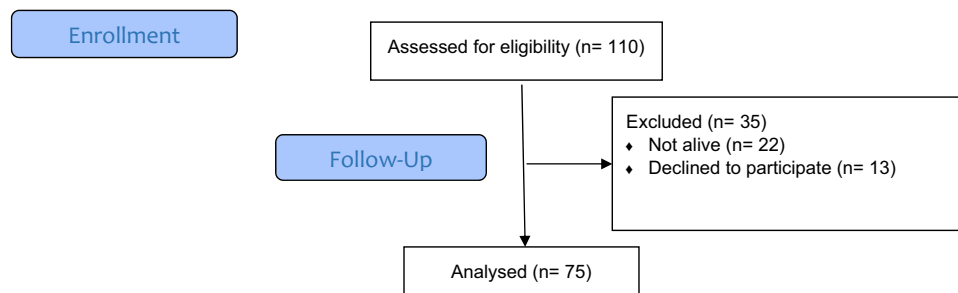 Enrollment
Assessed for eligibility (n= 110)
Excluded (n= 35)
♦ Not alive (n= 22)
♦ Declined to participate (n= 13)
Follow-Up
Analysed (n= 75)